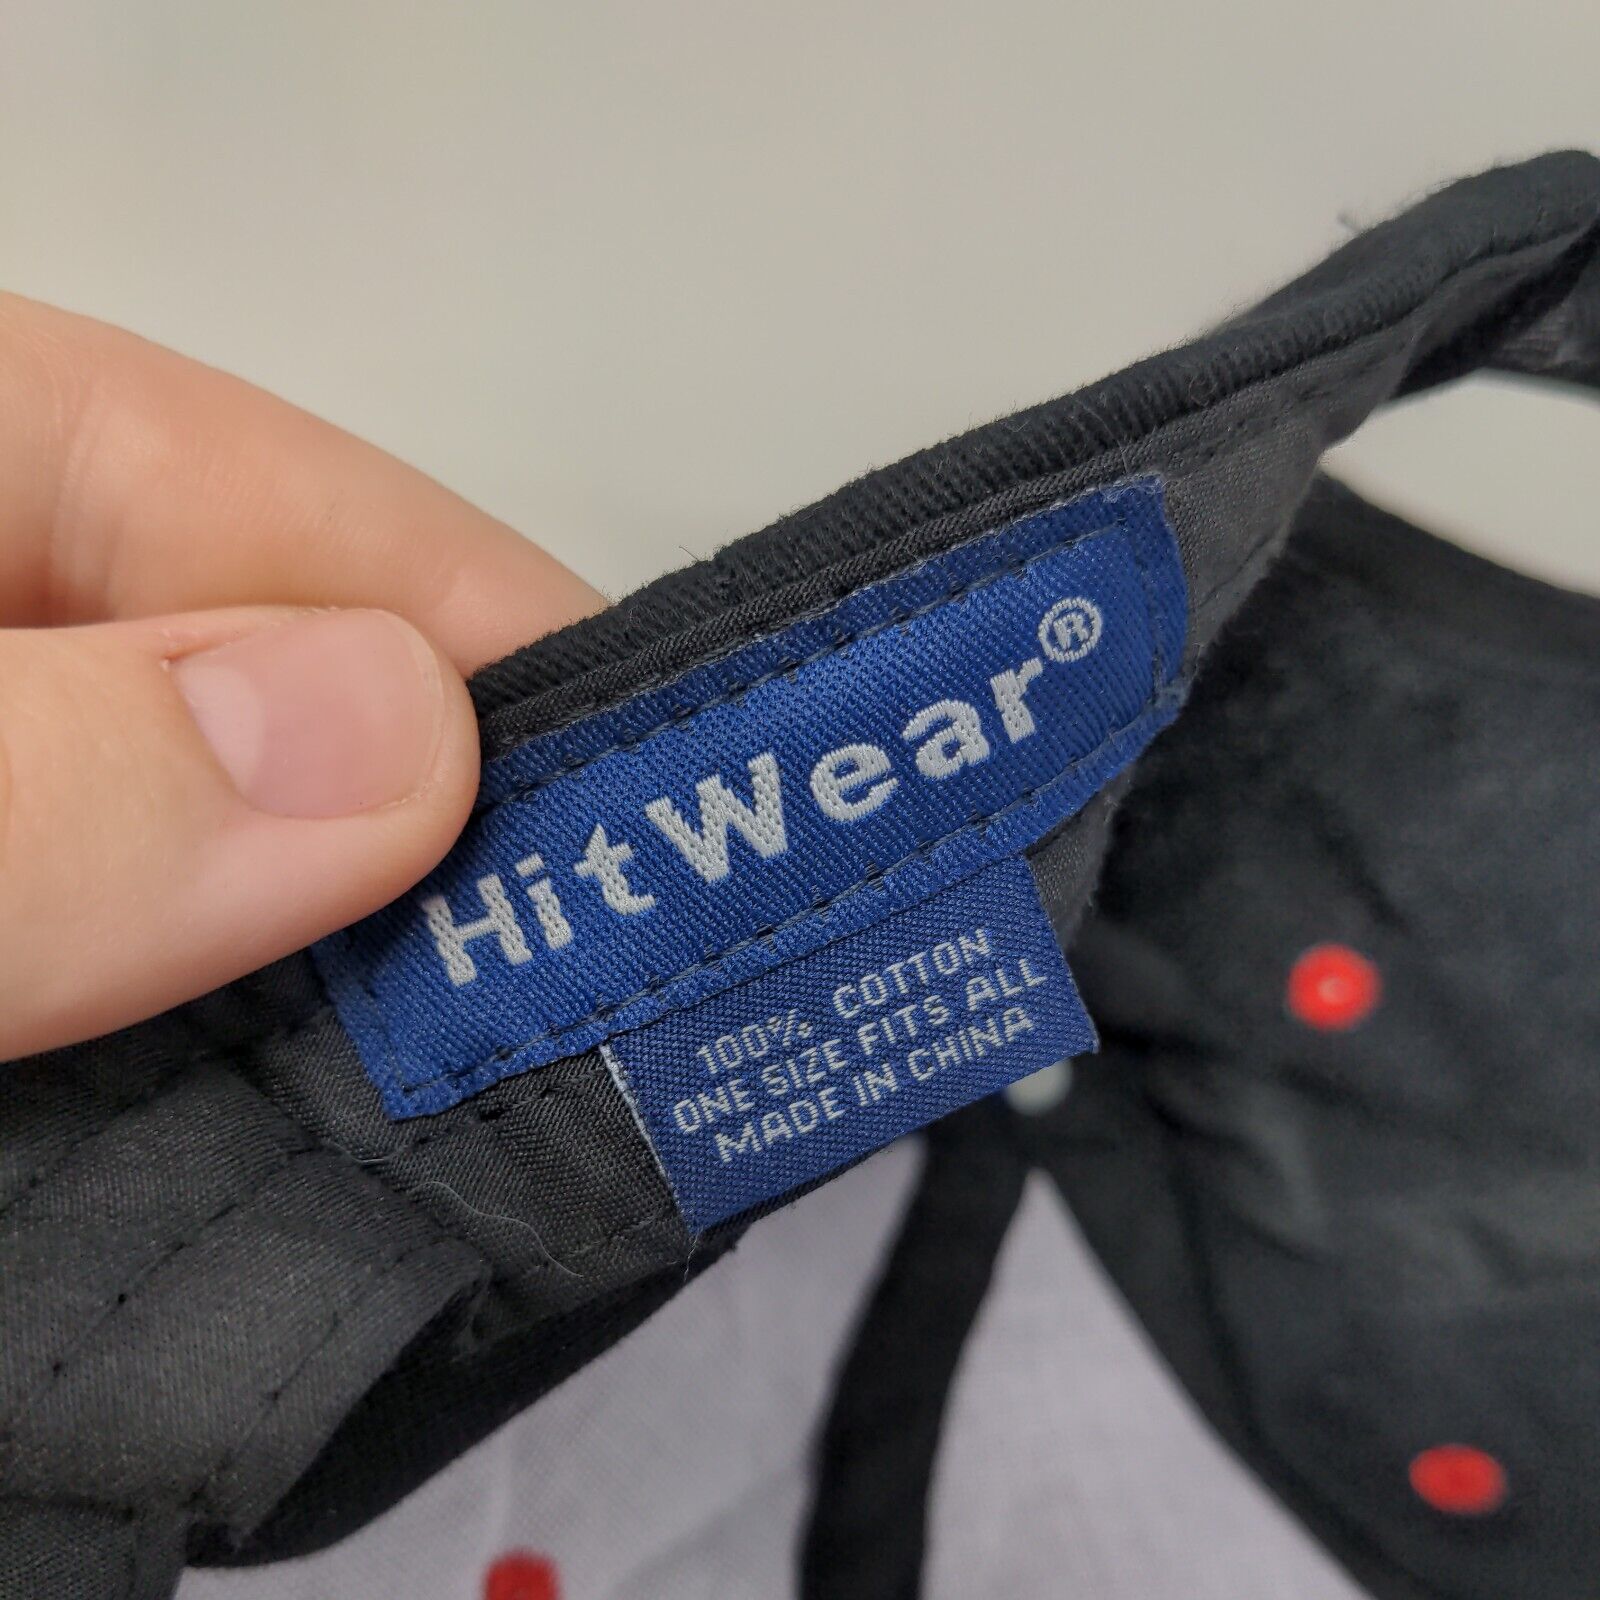 HitWear®
100% COTTON
ONE SIZE FITS ALL
MADE IN CHINA